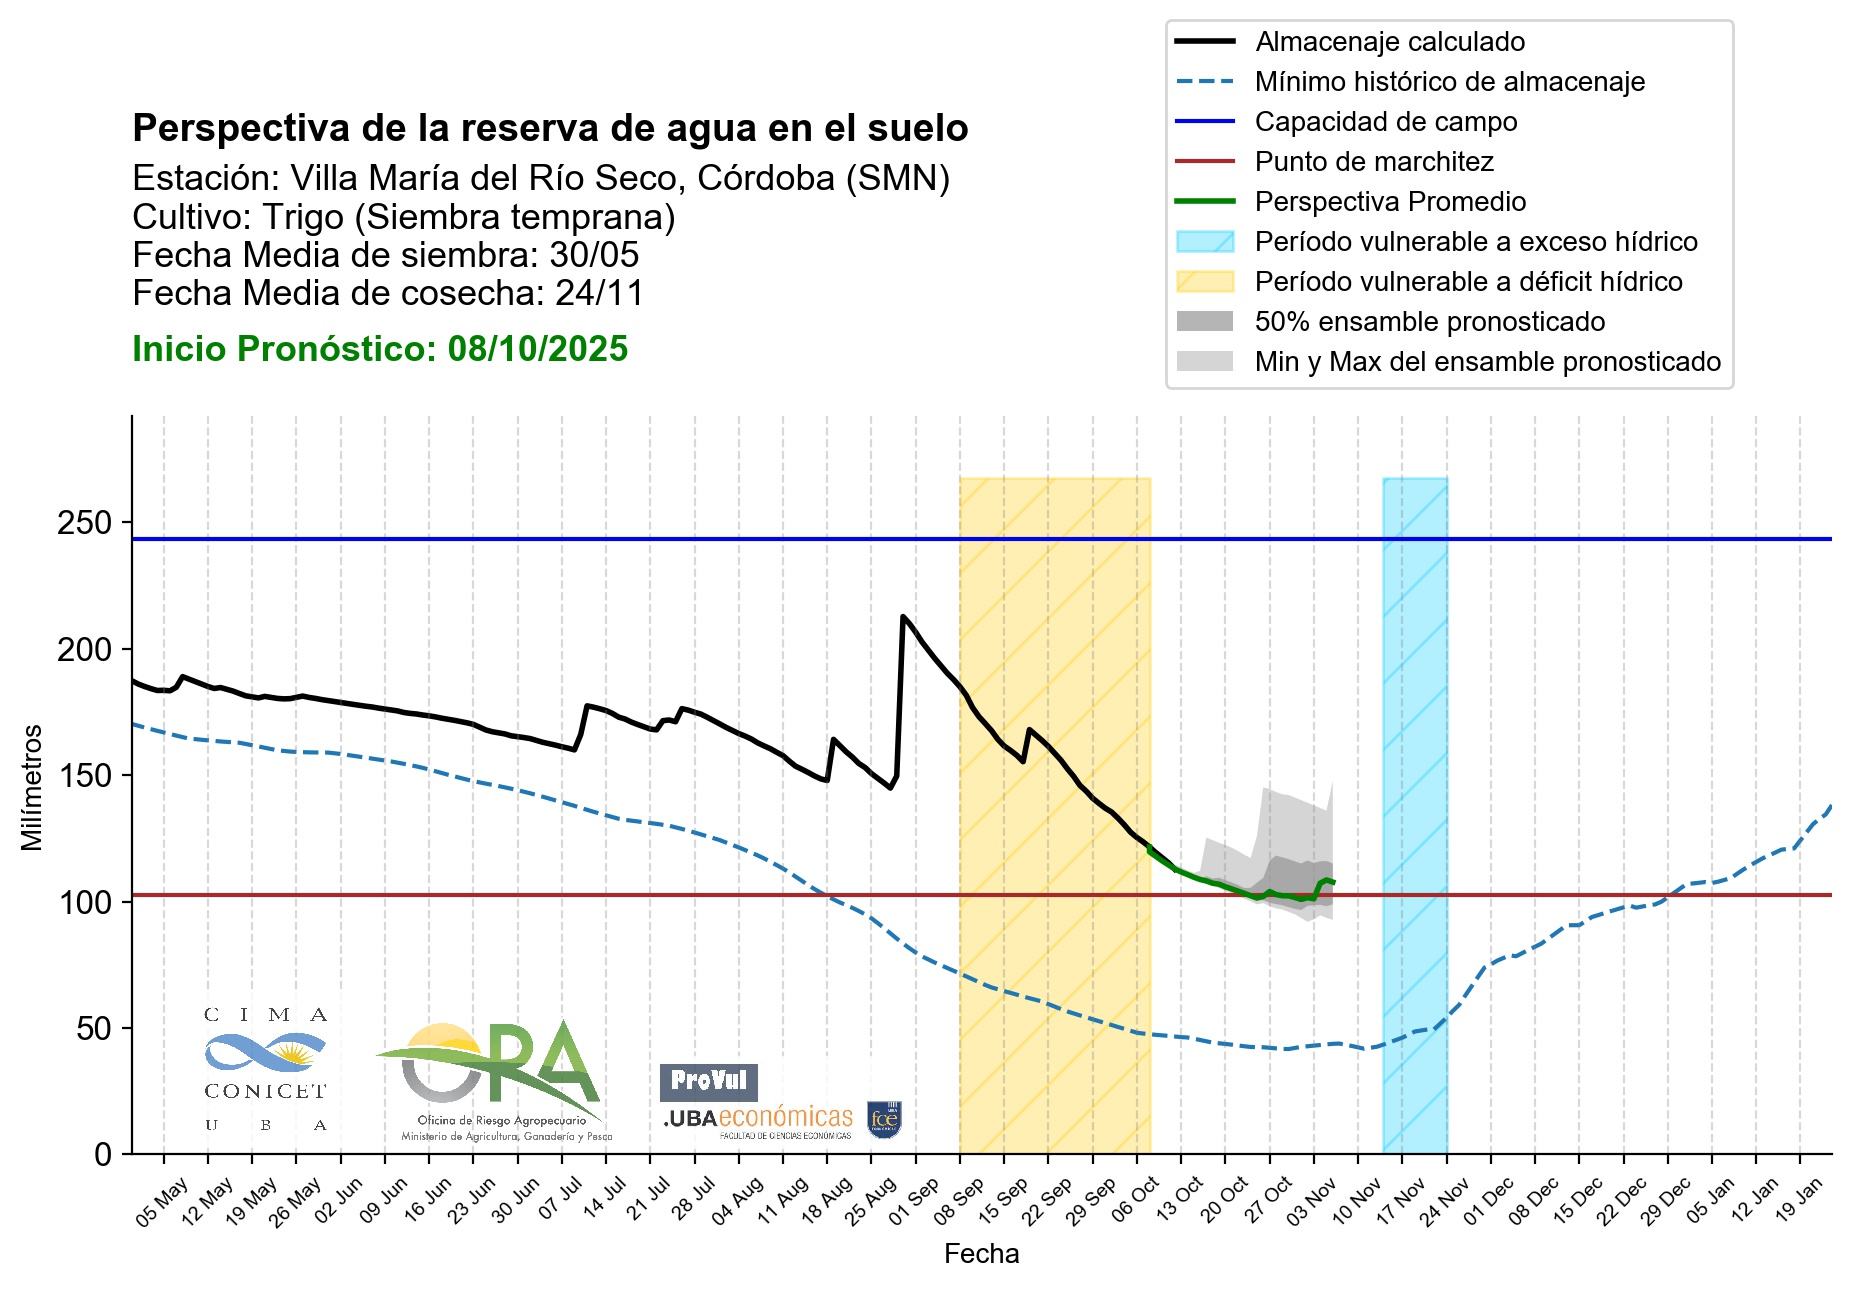 Almacenaje calculado
Mínimo histórico de almacenaje
Capacidad de campo
Punto de marchitez
Perspectiva Promedio
Período vulnerable a exceso hídrico
Período vulnerable a déficit hídrico
50% ensamble pronosticado
Min y Max del ensamble pronosticado
Perspectiva de la reserva de agua en el suelo
Estación: Villa María del Río Seco, Córdoba (SMN)
Cultivo: Trigo (Siembra temprana)
Fecha Media de siembra: 30/05
Fecha Media de cosecha: 24/11
Inicio Pronóstico: 08/10/2025
Milímetros
250
200
150
100
50
0
CIMA
CONICET
UBA
ORA
Oficina de Riesgo Agropecuario
Ministerio de Agricultura, Ganadería y Pesca
ProVul
.UBAeconómicas
FACULTAD DE CIENCIAS ECONÓMICAS
UBA
fce
ECONÓMICAS
05 May 12 May 19 May 26 May 02 Jun 09 Jun 16 Jun 23 Jun 30 Jun 07 Jul 14 Jul 21 Jul 28 Jul 04 Aug 11 Aug 18 Aug 25 Aug 01 Sep 08 Sep 15 Sep 22 Sep 29 Sep 06 Oct 13 Oct 20 Oct 27 Oct 03 Nov 10 Nov 17 Nov 24 Nov 01 Dec 08 Dec 15 Dec 22 Dec 29 Dec 05 Jan 12 Jan 19 Jan
Fecha